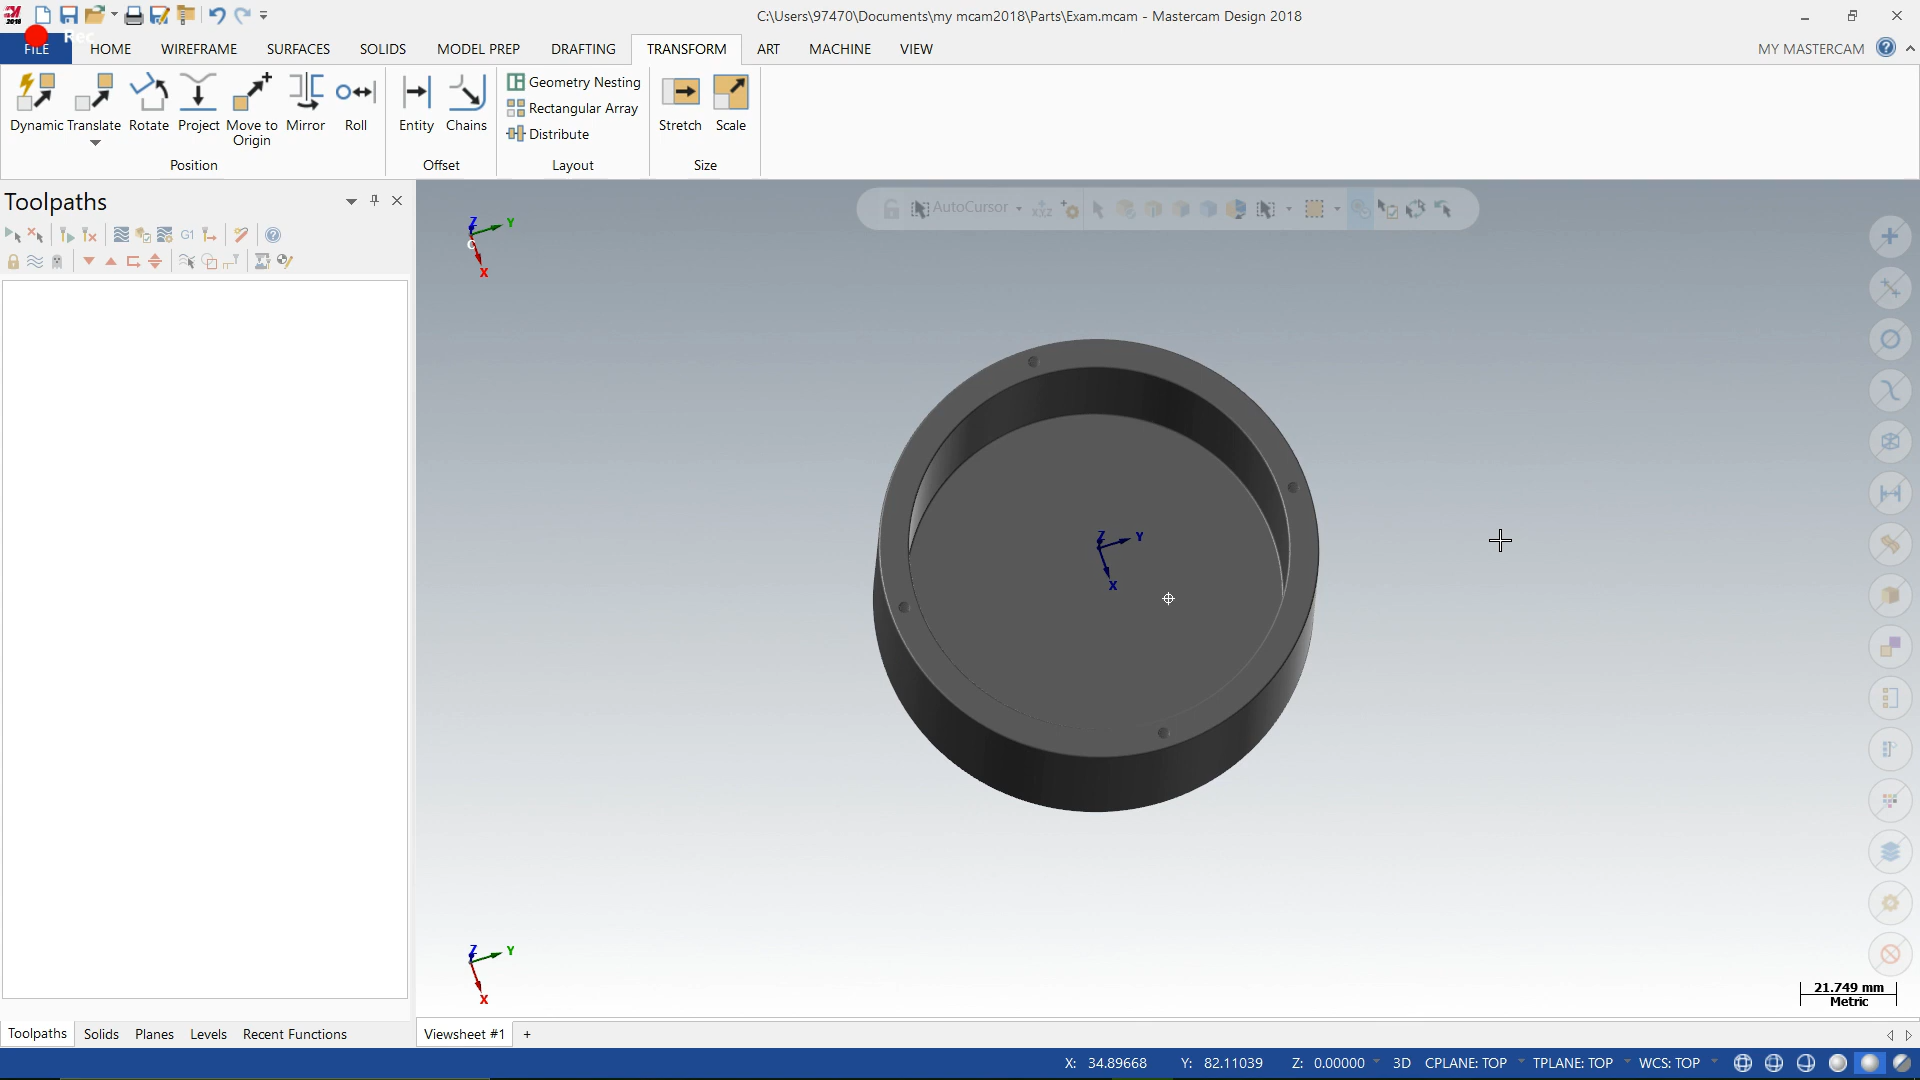 C:\Users\97470\Documents\my mcam2018\Parts\Exam.mcam - Mastercam Design 2018
Rec
FILE HOME WIREFRAME SURFACES SOLIDS MODEL PREP DRAFTING TRANSFORM ART MACHINE VIEW MY MASTERCAM
Dynamic Translate Rotate Project Move to Origin Mirror Roll
Position
Entity Chains
Offset
Geometry Nesting
Rectangular Array
Distribute
Layout
Stretch Scale
Size
Toolpaths
G1
AutoCursor
XYZ
Z Y
C
X
Z Y
X
Z Y
X
21.749 mm
Metric
Toolpaths Solids Planes Levels Recent Functions
Viewsheet #1 +
X: 34.89668 Y: 82.11039 Z: 0.00000 3D CPLANE: TOP TPLANE: TOP WCS: TOP